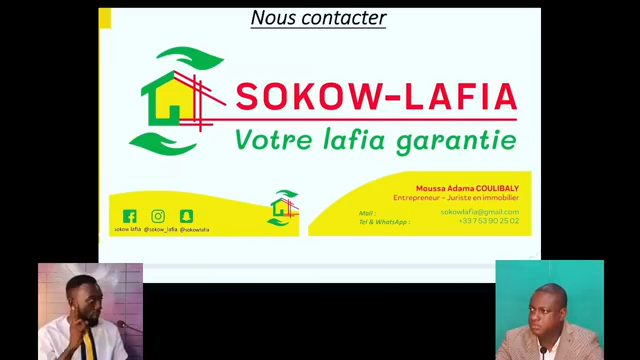 Nous contacter
SOKOW-LAFIA
Votre lafia garantie
Moussa Adama COULIBALY
Entrepreneur – Juriste en immobilier
Mail : sokowlafia@gmail.com
Tel & WhatsApp : +33 7 53 90 25 02
sokow lafia @sokow_lafia @sokowlafia